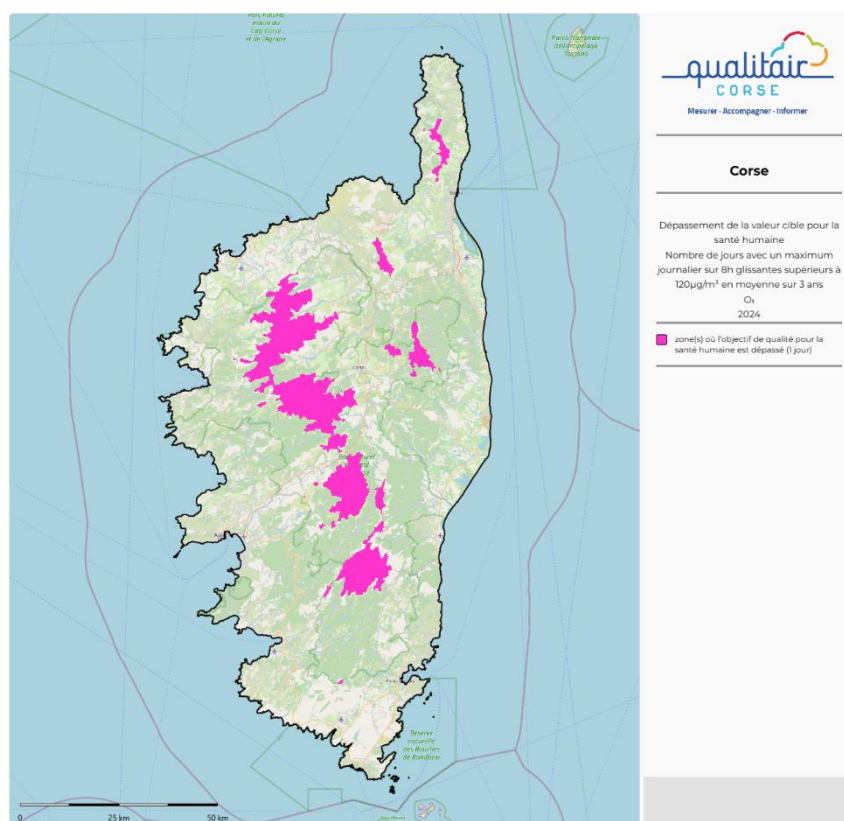 Parc naturel
marin du
Cap Corse
et de l'Agriate
Parco Nazionale
dell'Arcipelago
Toscano
Réserve
naturelle
des Bouches
de Bonifacio
25 km
50 km
qualitair
CORSE
Mesurer - Accompagner - Informer
Corse
Dépassement de la valeur cible pour la
santé humaine
Nombre de jours avec un maximum
journalier sur 8h glissantes supérieurs à
120µg/m³ en moyenne sur 3 ans
O₃
2024
zone(s) où l'objectif de qualité pour la
santé humaine est dépassé (1 jour)